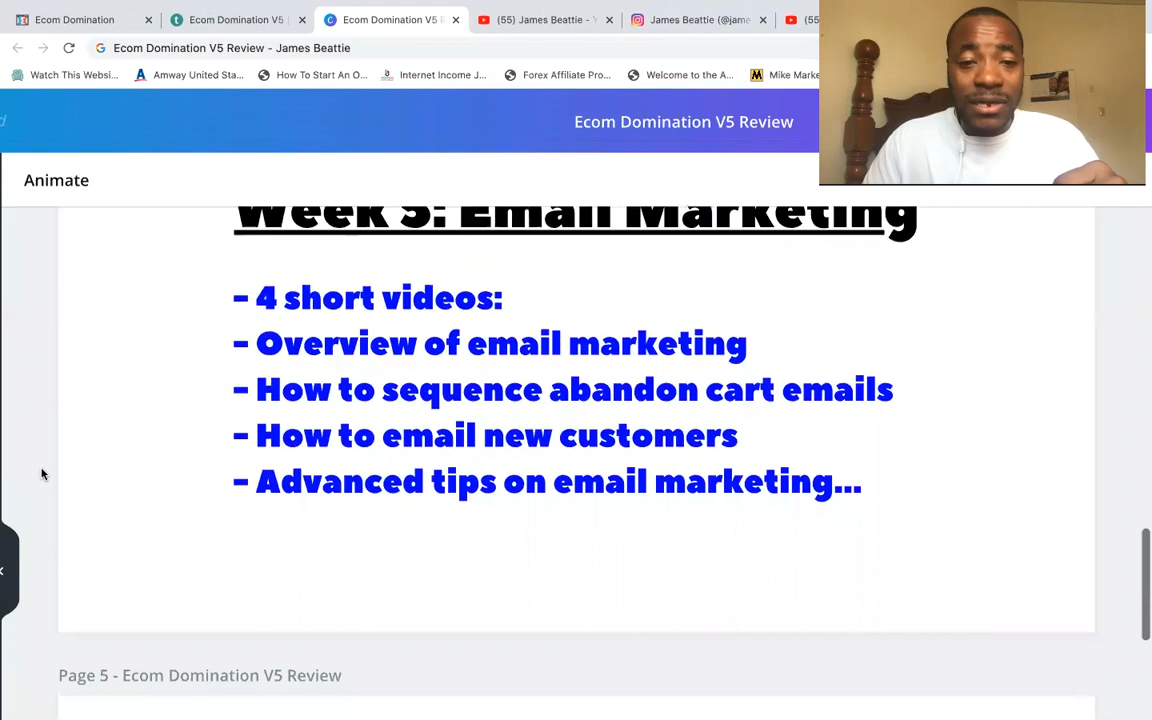 Ecom Domination
Ecom Domination V5
Ecom Domination V5 R
(55) James Beattie - Y
James Beattie (@jame
(55
Ecom Domination V5 Review - James Beattie
Watch This Websi...
Amway United Sta...
How To Start An O...
Internet Income J...
Forex Affiliate Pro...
Welcome to the A...
Mike Marke
Ecom Domination V5 Review
Animate
Week 5: Email Marketing
- 4 short videos:
- Overview of email marketing
- How to sequence abandon cart emails
- How to email new customers
- Advanced tips on email marketing...
Page 5 - Ecom Domination V5 Review